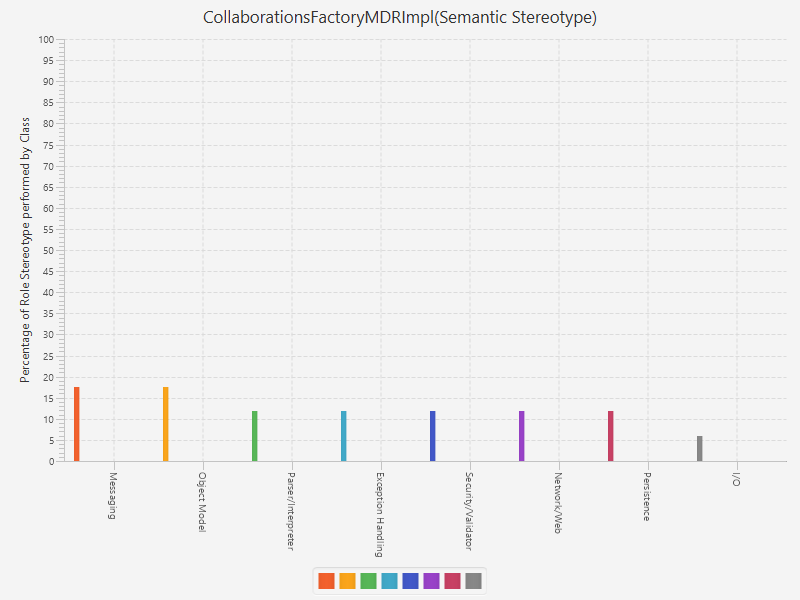 CollaborationsFactoryMDRImpl(Semantic Stereotype)
Percentage of Role Stereotype performed by Class
100
95
90
85
80
75
70
65
60
55
50
45
40
35
30
25
20
15
10
5
0
Messaging
Object Model
Parser/Interpreter
Exception Handling
Security/Validator
Network/Web
Persistence
I/O